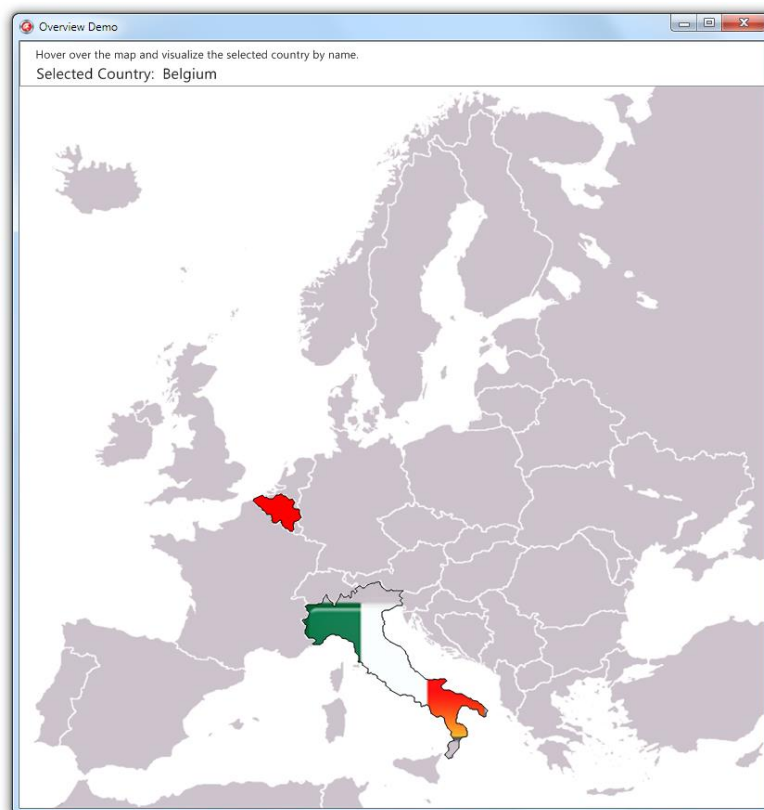 Overview Demo
Hover over the map and visualize the selected country by name.
Selected Country: Belgium